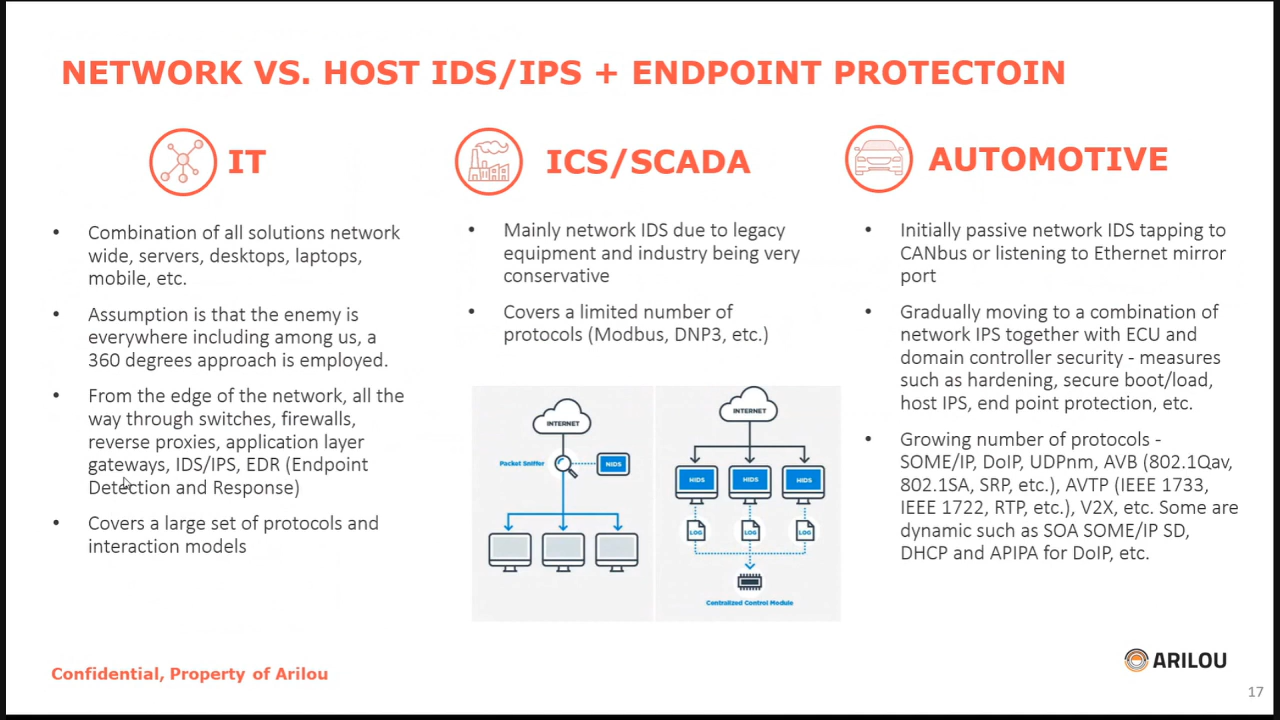 NETWORK VS. HOST IDS/IPS + ENDPOINT PROTECTOIN
IT
• Combination of all solutions network
wide, servers, desktops, laptops,
mobile, etc.
• Assumption is that the enemy is
everywhere including among us, a
360 degrees approach is employed.
• From the edge of the network, all the
way through switches, firewalls,
reverse proxies, application layer
gateways, IDS/IPS, EDR (Endpoint
Detection and Response)
• Covers a large set of protocols and
interaction models
ICS/SCADA
• Mainly network IDS due to legacy
equipment and industry being very
conservative
• Covers a limited number of
protocols (Modbus, DNP3, etc.)
INTERNET
Packet Sniffer
NIDS
INTERNET
HIDS
HIDS
HIDS
LOG
LOG
LOG
Centralized Control Module
AUTOMOTIVE
• Initially passive network IDS tapping to
CANbus or listening to Ethernet mirror
port
• Gradually moving to a combination of
network IPS together with ECU and
domain controller security - measures
such as hardening, secure boot/load,
host IPS, end point protection, etc.
• Growing number of protocols -
SOME/IP, DoIP, UDPnm, AVB (802.1Qav,
802.1SA, SRP, etc.), AVTP (IEEE 1733,
IEEE 1722, RTP, etc.), V2X, etc. Some are
dynamic such as SOA SOME/IP SD,
DHCP and APIPA for DoIP, etc.
Confidential, Property of Arilou
ARILOU
17